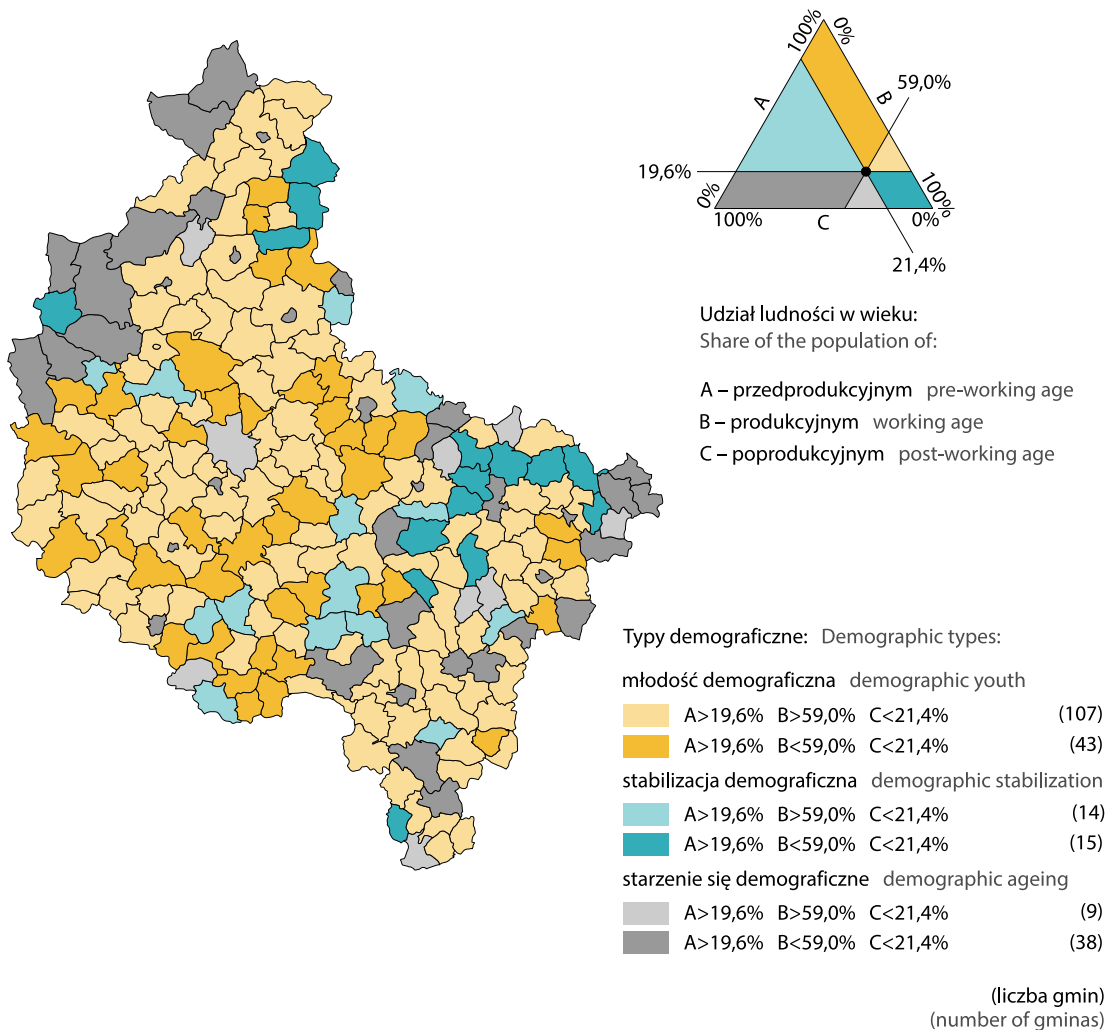 100%
0%
A
B
59,0%
19,6%
0%
100%
100%
C
0%
21,4%
Udział ludności w wieku:
Share of the population of:
A – przedprodukcyjnym pre-working age
B – produkcyjnym working age
C – poprodukcyjnym post-working age
Typy demograficzne: Demographic types:
młodość demograficzna demographic youth
A>19,6% B>59,0% C<21,4% (107)
A>19,6% B<59,0% C<21,4% (43)
stabilizacja demograficzna demographic stabilization
A>19,6% B>59,0% C<21,4% (14)
A>19,6% B<59,0% C<21,4% (15)
starzenie się demograficzne demographic ageing
A>19,6% B>59,0% C<21,4% (9)
A>19,6% B<59,0% C<21,4% (38)
(liczba gmin)
(number of gminas)